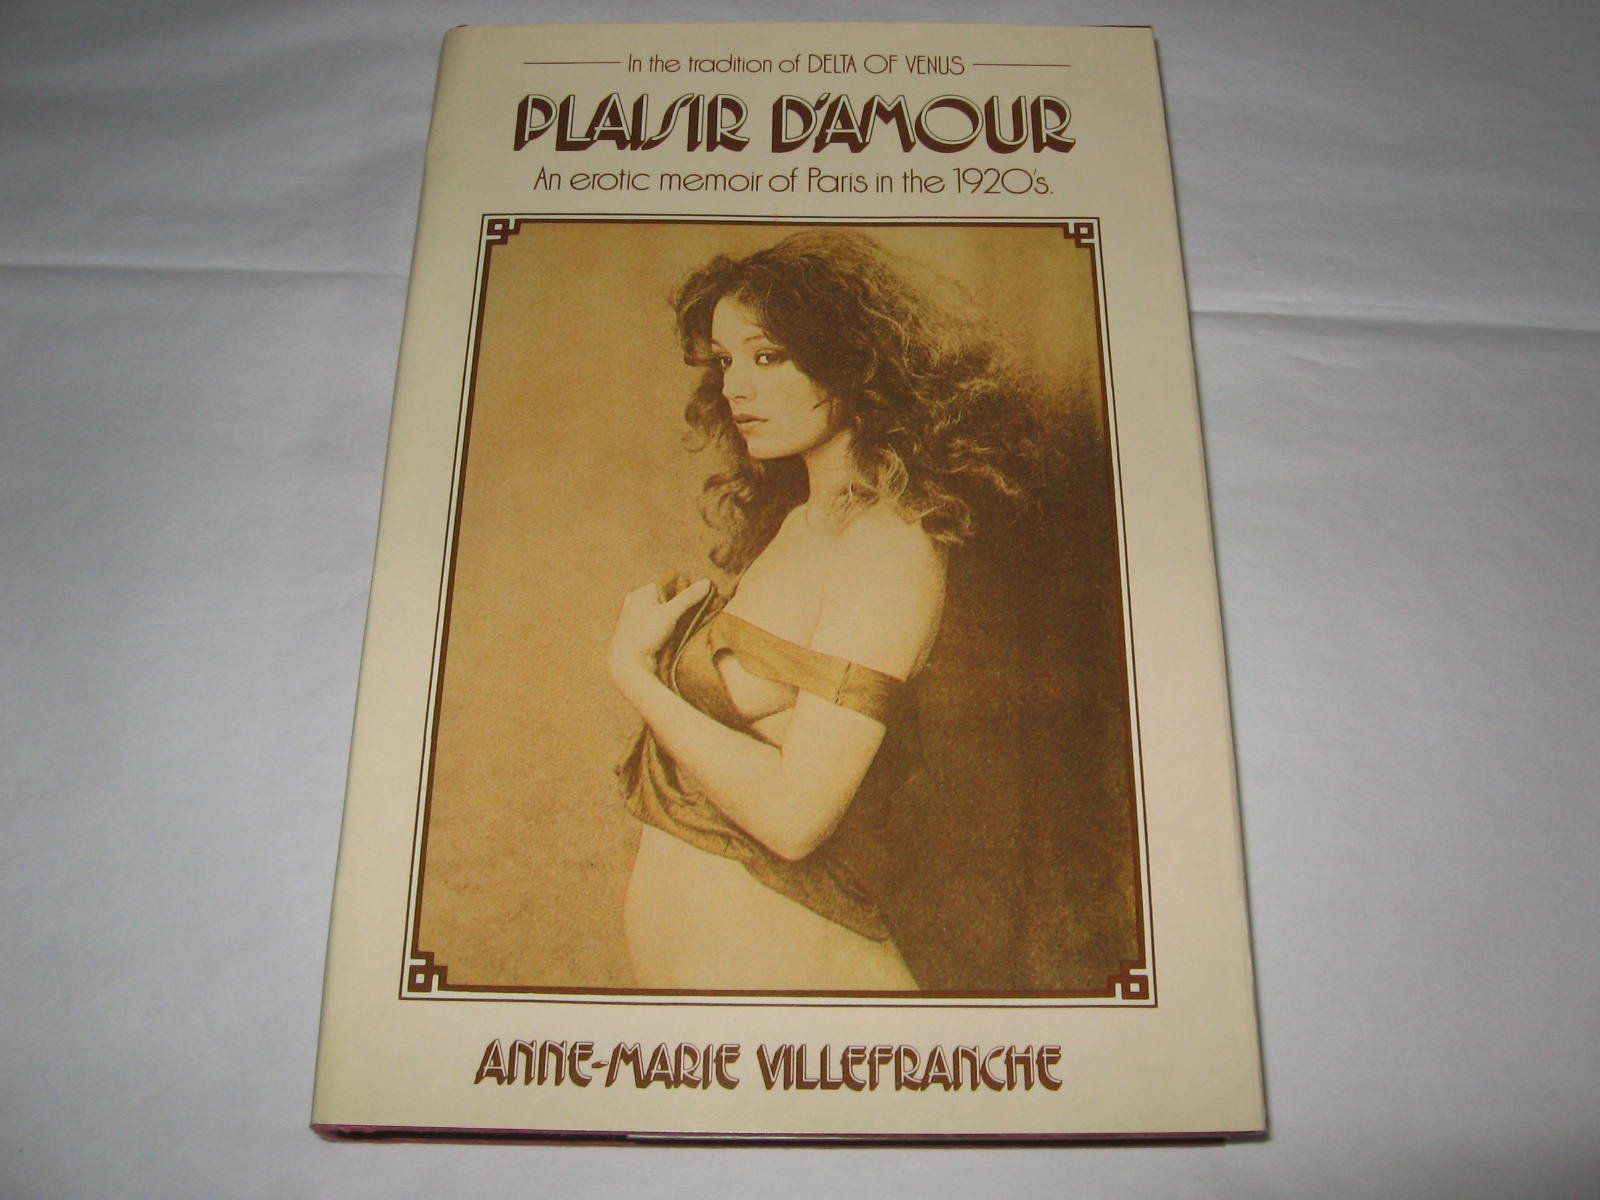 In the tradition of DELTA OF VENUS
PLAISIR D'AMOUR
An erotic memoir of Paris in the 1920's.
ANNE-MARIE VILLEFRANCHE